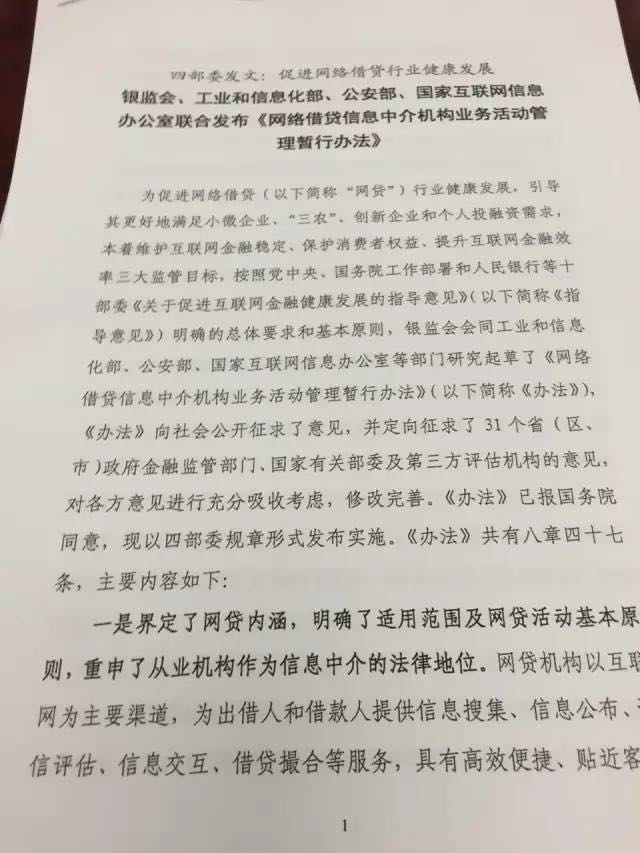 四部委发文：促进网络借贷行业健康发展
银监会、工业和信息化部、公安部、国家互联网信息
办公室联合发布《网络借贷信息中介机构业务活动管
理暂行办法》
为促进网络借贷（以下简称“网贷”）行业健康发展，引导
其更好地满足小微企业、“三农”、创新企业和个人投融资需求，
本着维护互联网金融稳定、保护消费者权益、提升互联网金融效
率三大监管目标，按照党中央、国务院工作部署和人民银行等十
部委《关于促进互联网金融健康发展的指导意见》（以下简称《指
导意见》）明确的总体要求和基本原则，银监会会同工业和信息
化部、公安部、国家互联网信息办公室等部门研究起草了《网络
借贷信息中介机构业务活动管理暂行办法》（以下简称《办法》），
《办法》向社会公开征求了意见，并定向征求了 31 个省（区、
市）政府金融监管部门、国家有关部委及第三方评估机构的意见，
对各方意见进行充分吸收考虑，修改完善。《办法》已报国务院
同意，现以四部委规章形式发布实施。《办法》共有八章四十七
条，主要内容如下：
一是界定了网贷内涵，明确了适用范围及网贷活动基本原
则，重申了从业机构作为信息中介的法律地位。网贷机构以互联
网为主要渠道，为出借人和借款人提供信息搜集、信息公布、
信评估、信息交互、借贷撮合等服务，具有高效便捷、贴近客
1